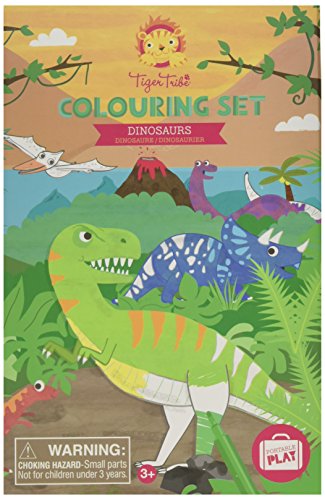 Tiger Tribe
COLOURING SET
DINOSAURS
DINOSAURE / DINOSAURIER
WARNING:
CHOKING HAZARD-Small parts
Not for children under 3 years.
3+
PORTABLE
PLAY